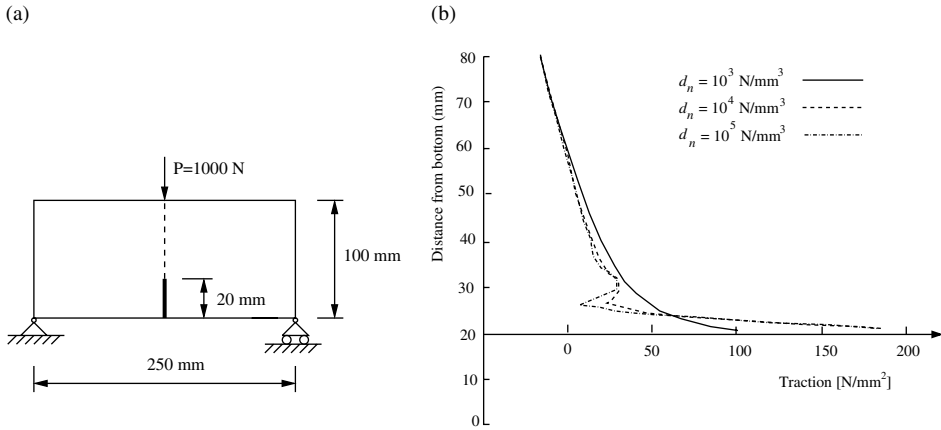 (a)
P=1000 N
100 mm
20 mm
250 mm
(b)
Distance from bottom (mm)
80
70
60
50
40
30
20
10
0
d_n = 10^3 N/mm^3
d_n = 10^4 N/mm^3
d_n = 10^5 N/mm^3
0 50 100 150 200
Traction [N/mm^2]